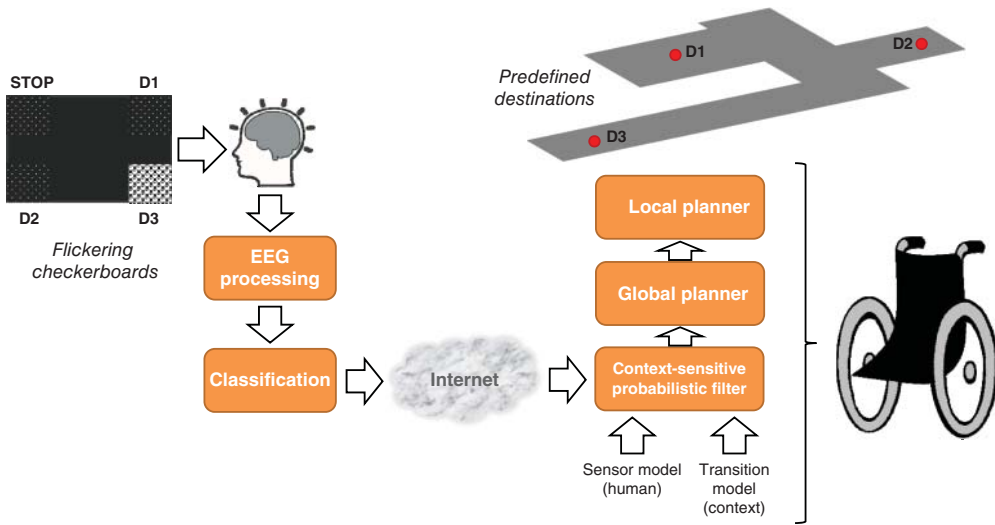 STOP
D1
D2
D3
Flickering
checkerboards
EEG
processing
Classification
Internet
Predefined
destinations
D1
D2
D3
Local planner
Global planner
Context-sensitive
probabilistic filter
Sensor model
(human)
Transition
model
(context)